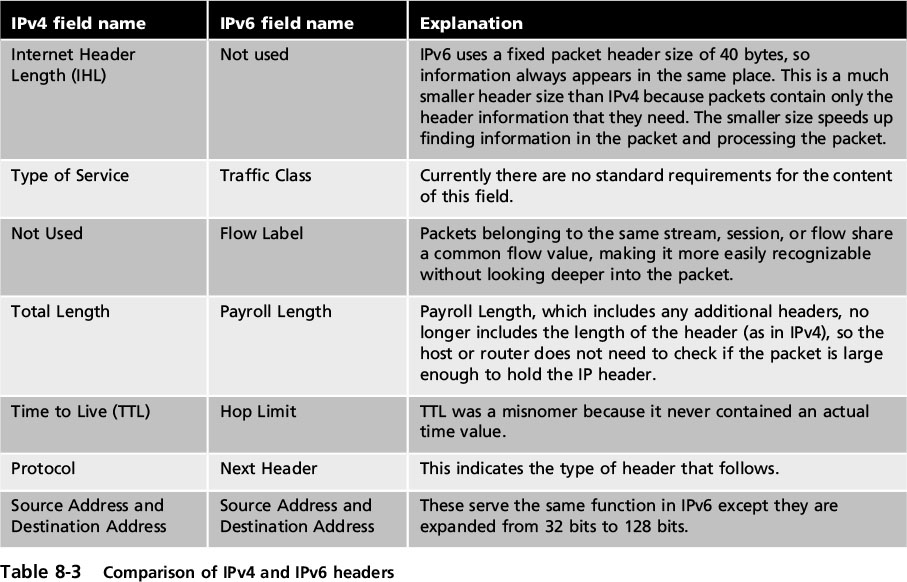 IPv4 field name IPv6 field name Explanation
Internet Header Not used IPv6 uses a fixed packet header size of 40 bytes, so
Length (IHL) information always appears in the same place. This is a much
smaller header size than IPv4 because packets contain only the
header information that they need. The smaller size speeds up
finding information in the packet and processing the packet.
Type of Service Traffic Class Currently there are no standard requirements for the content
of this field.
Not Used Flow Label Packets belonging to the same stream, session, or flow share
a common flow value, making it more easily recognizable
without looking deeper into the packet.
Total Length Payroll Length Payroll Length, which includes any additional headers, no
longer includes the length of the header (as in IPv4), so the
host or router does not need to check if the packet is large
enough to hold the IP header.
Time to Live (TTL) Hop Limit TTL was a misnomer because it never contained an actual
time value.
Protocol Next Header This indicates the type of header that follows.
Source Address and Source Address and These serve the same function in IPv6 except they are
Destination Address Destination Address expanded from 32 bits to 128 bits.
Table 8-3 Comparison of IPv4 and IPv6 headers